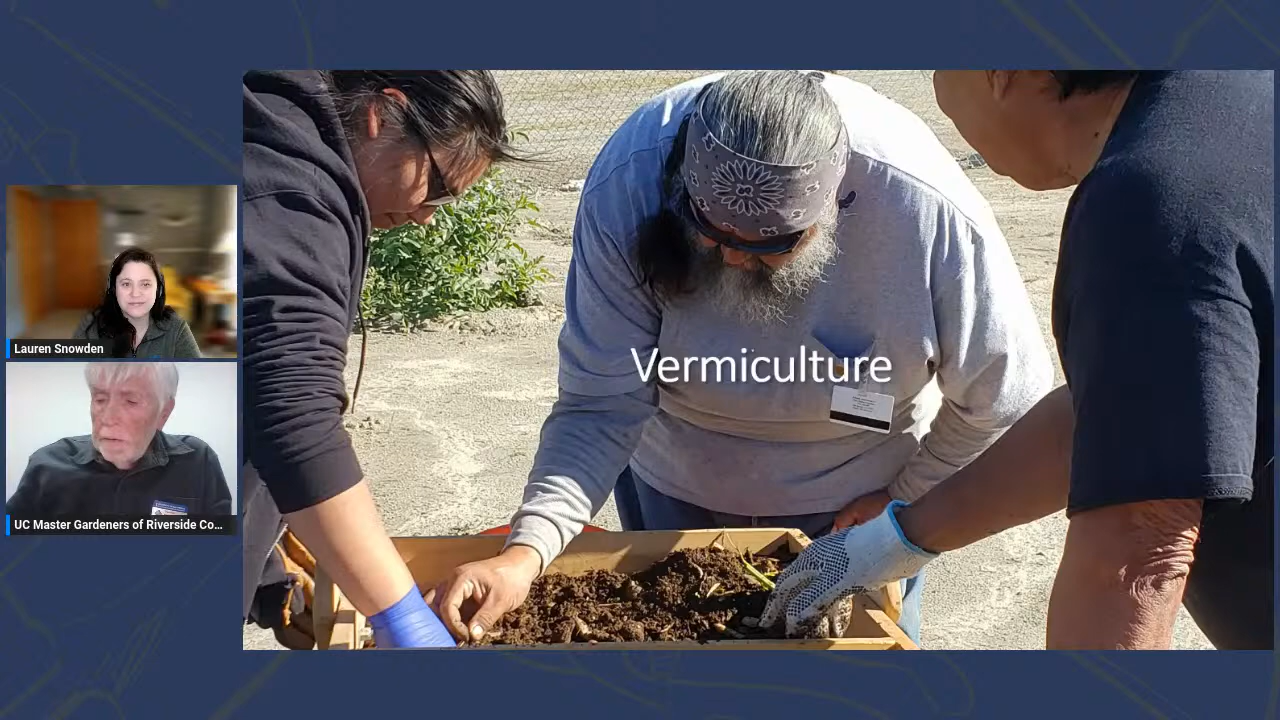 Vermiculture
Lauren Snowden
UC Master Gardeners of Riverside Co...